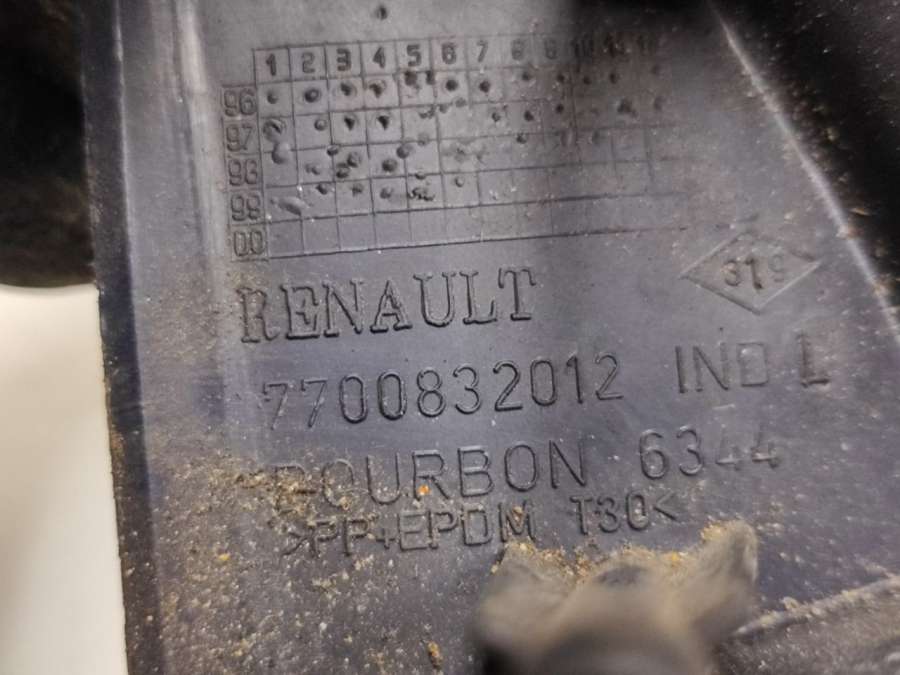 1 2 3 4 5 6 7 8 9 10 11 12
96
97
98
99
00
319
RENAULT
7700832012 IND L
BOURBON 6344
>PP+EPDM T30<